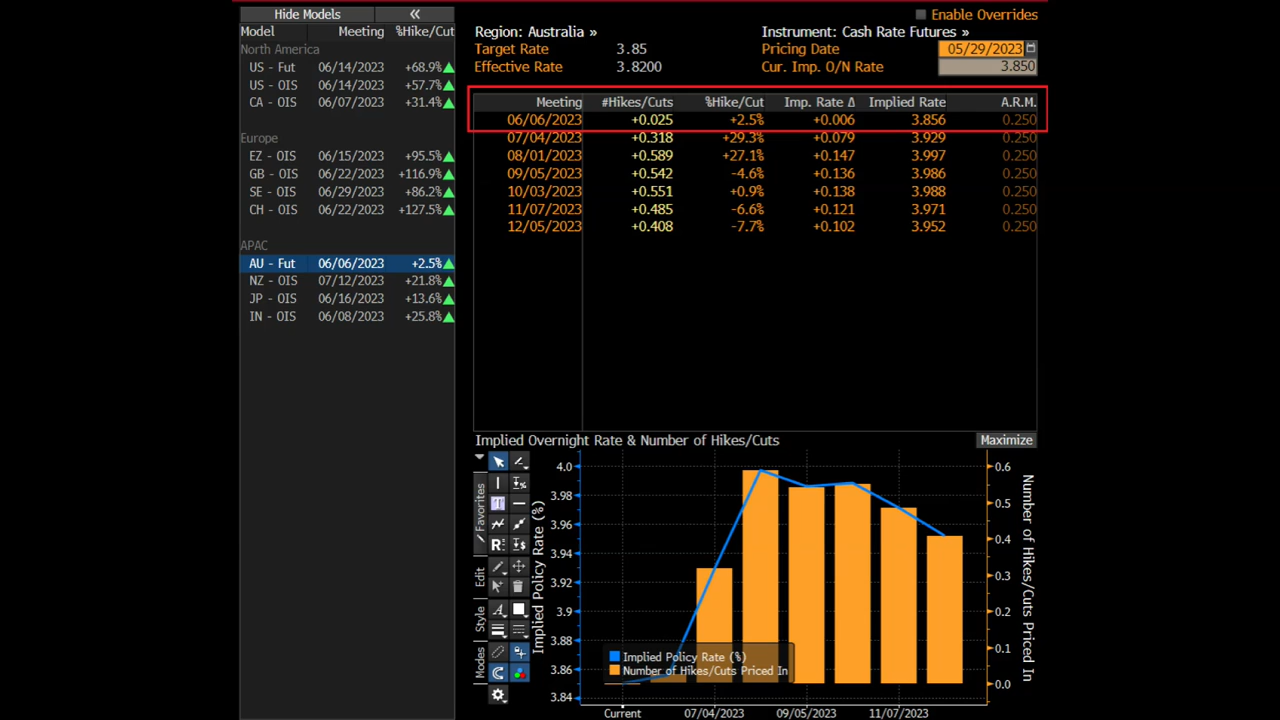 Hide Models «
Model Meeting %Hike/Cut
North America
US - Fut 06/14/2023 +68.9%
US - OIS 06/14/2023 +57.7%
CA - OIS 06/07/2023 +31.4%
Europe
EZ - OIS 06/15/2023 +95.5%
GB - OIS 06/22/2023 +116.9%
SE - OIS 06/29/2023 +86.2%
CH - OIS 06/22/2023 +127.5%
APAC
AU - Fut 06/06/2023 +2.5%
NZ - OIS 07/12/2023 +21.8%
JP - OIS 06/16/2023 +13.6%
IN - OIS 06/08/2023 +25.8%
Enable Overrides
Region: Australia » Instrument: Cash Rate Futures »
Target Rate 3.85 Pricing Date 05/29/2023
Effective Rate 3.8200 Cur. Imp. O/N Rate 3.850
Meeting #Hikes/Cuts %Hike/Cut Imp. Rate Δ Implied Rate A.R.M.
06/06/2023 +0.025 +2.5% +0.006 3.856 0.250
07/04/2023 +0.318 +29.3% +0.079 3.929 0.250
08/01/2023 +0.589 +27.1% +0.147 3.997 0.250
09/05/2023 +0.542 -4.6% +0.136 3.986 0.250
10/03/2023 +0.551 +0.9% +0.138 3.988 0.250
11/07/2023 +0.485 -6.6% +0.121 3.971 0.250
12/05/2023 +0.408 -7.7% +0.102 3.952 0.250
Implied Overnight Rate & Number of Hikes/Cuts Maximize
Favorites
Edit
Style
Modes
Implied Policy Rate (%)
4.0
3.98
3.96
3.94
3.92
3.9
3.88
3.86
3.84
Implied Policy Rate (%)
Number of Hikes/Cuts Priced In
0.6
0.5
0.4
0.3
0.2
0.1
0.0
Number of Hikes/Cuts Priced In
Current 07/04/2023 09/05/2023 11/07/2023